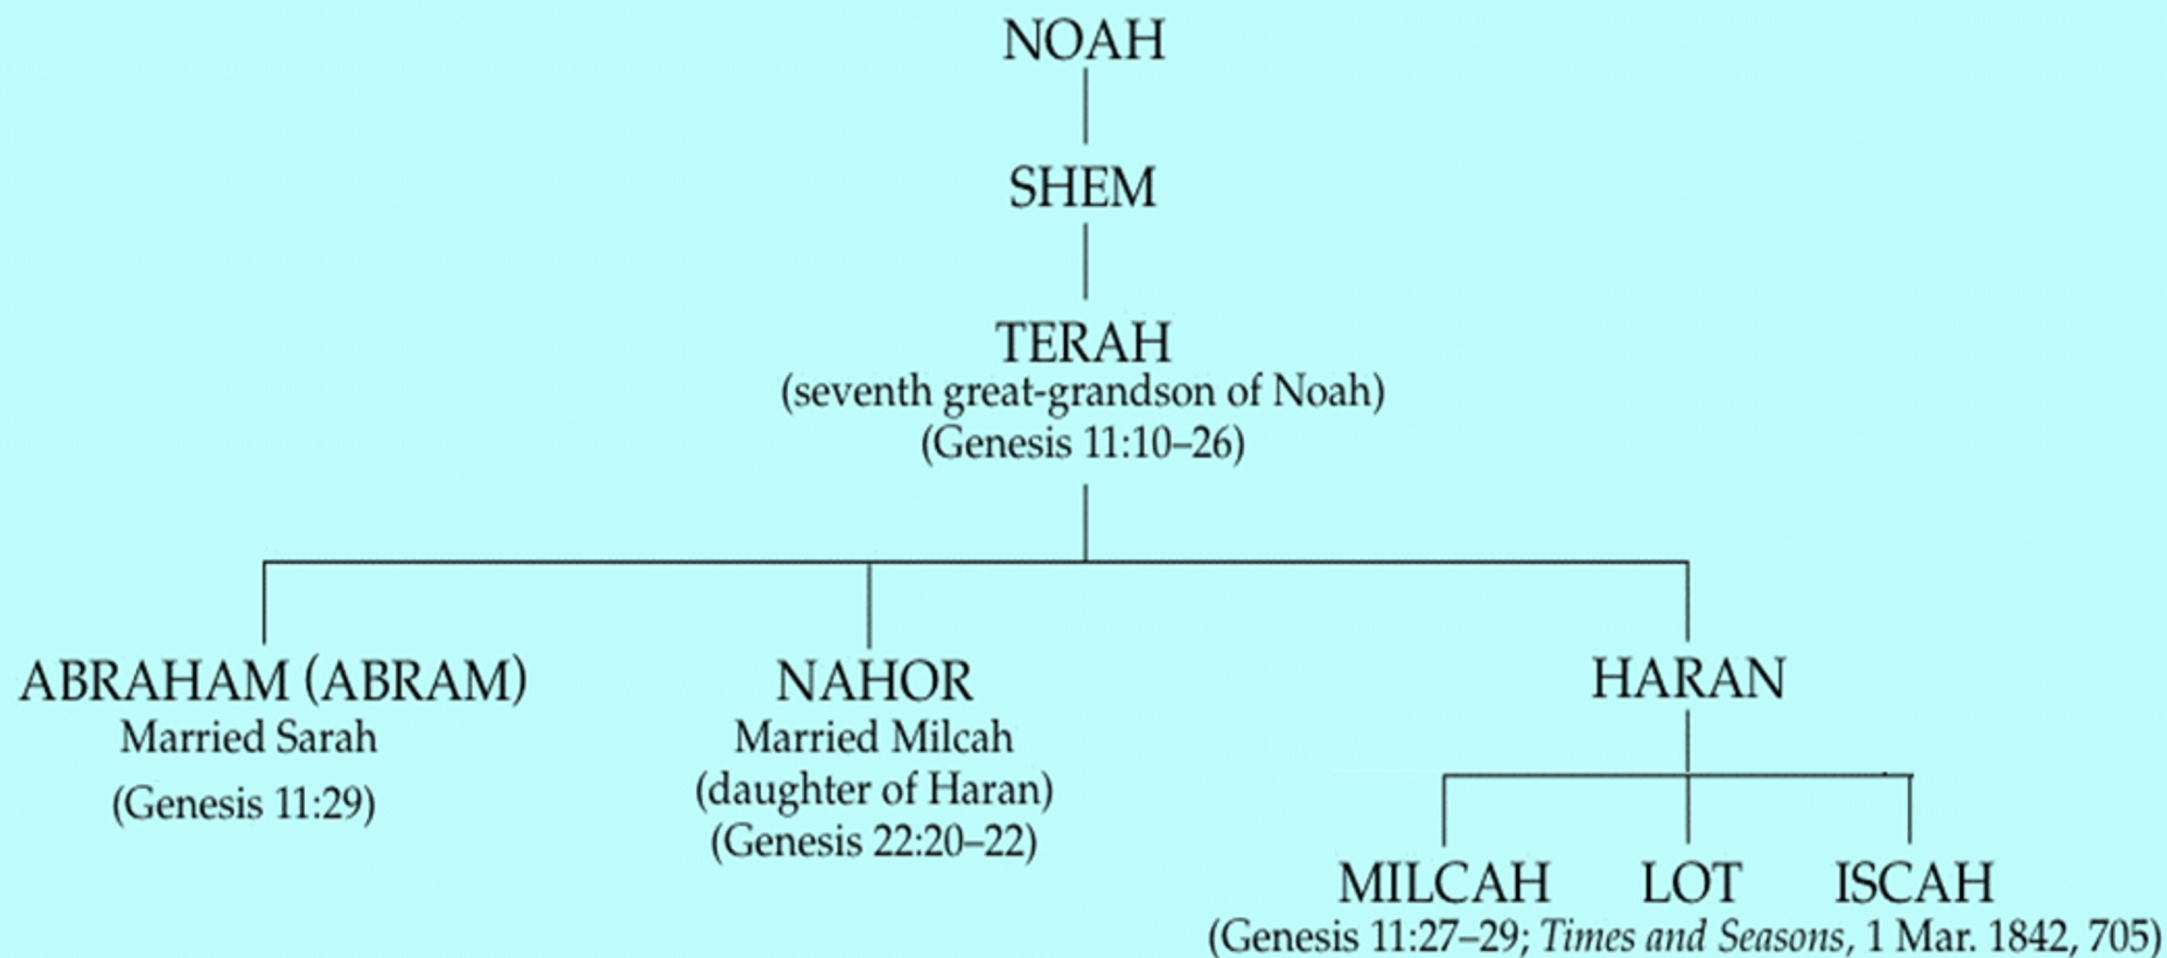 NOAH
SHEM
TERAH
(seventh great-grandson of Noah)
(Genesis 11:10–26)
ABRAHAM (ABRAM)
Married Sarah
(Genesis 11:29)
NAHOR
Married Milcah
(daughter of Haran)
(Genesis 22:20–22)
HARAN
MILCAH LOT ISCAH
(Genesis 11:27–29; Times and Seasons, 1 Mar. 1842, 705)